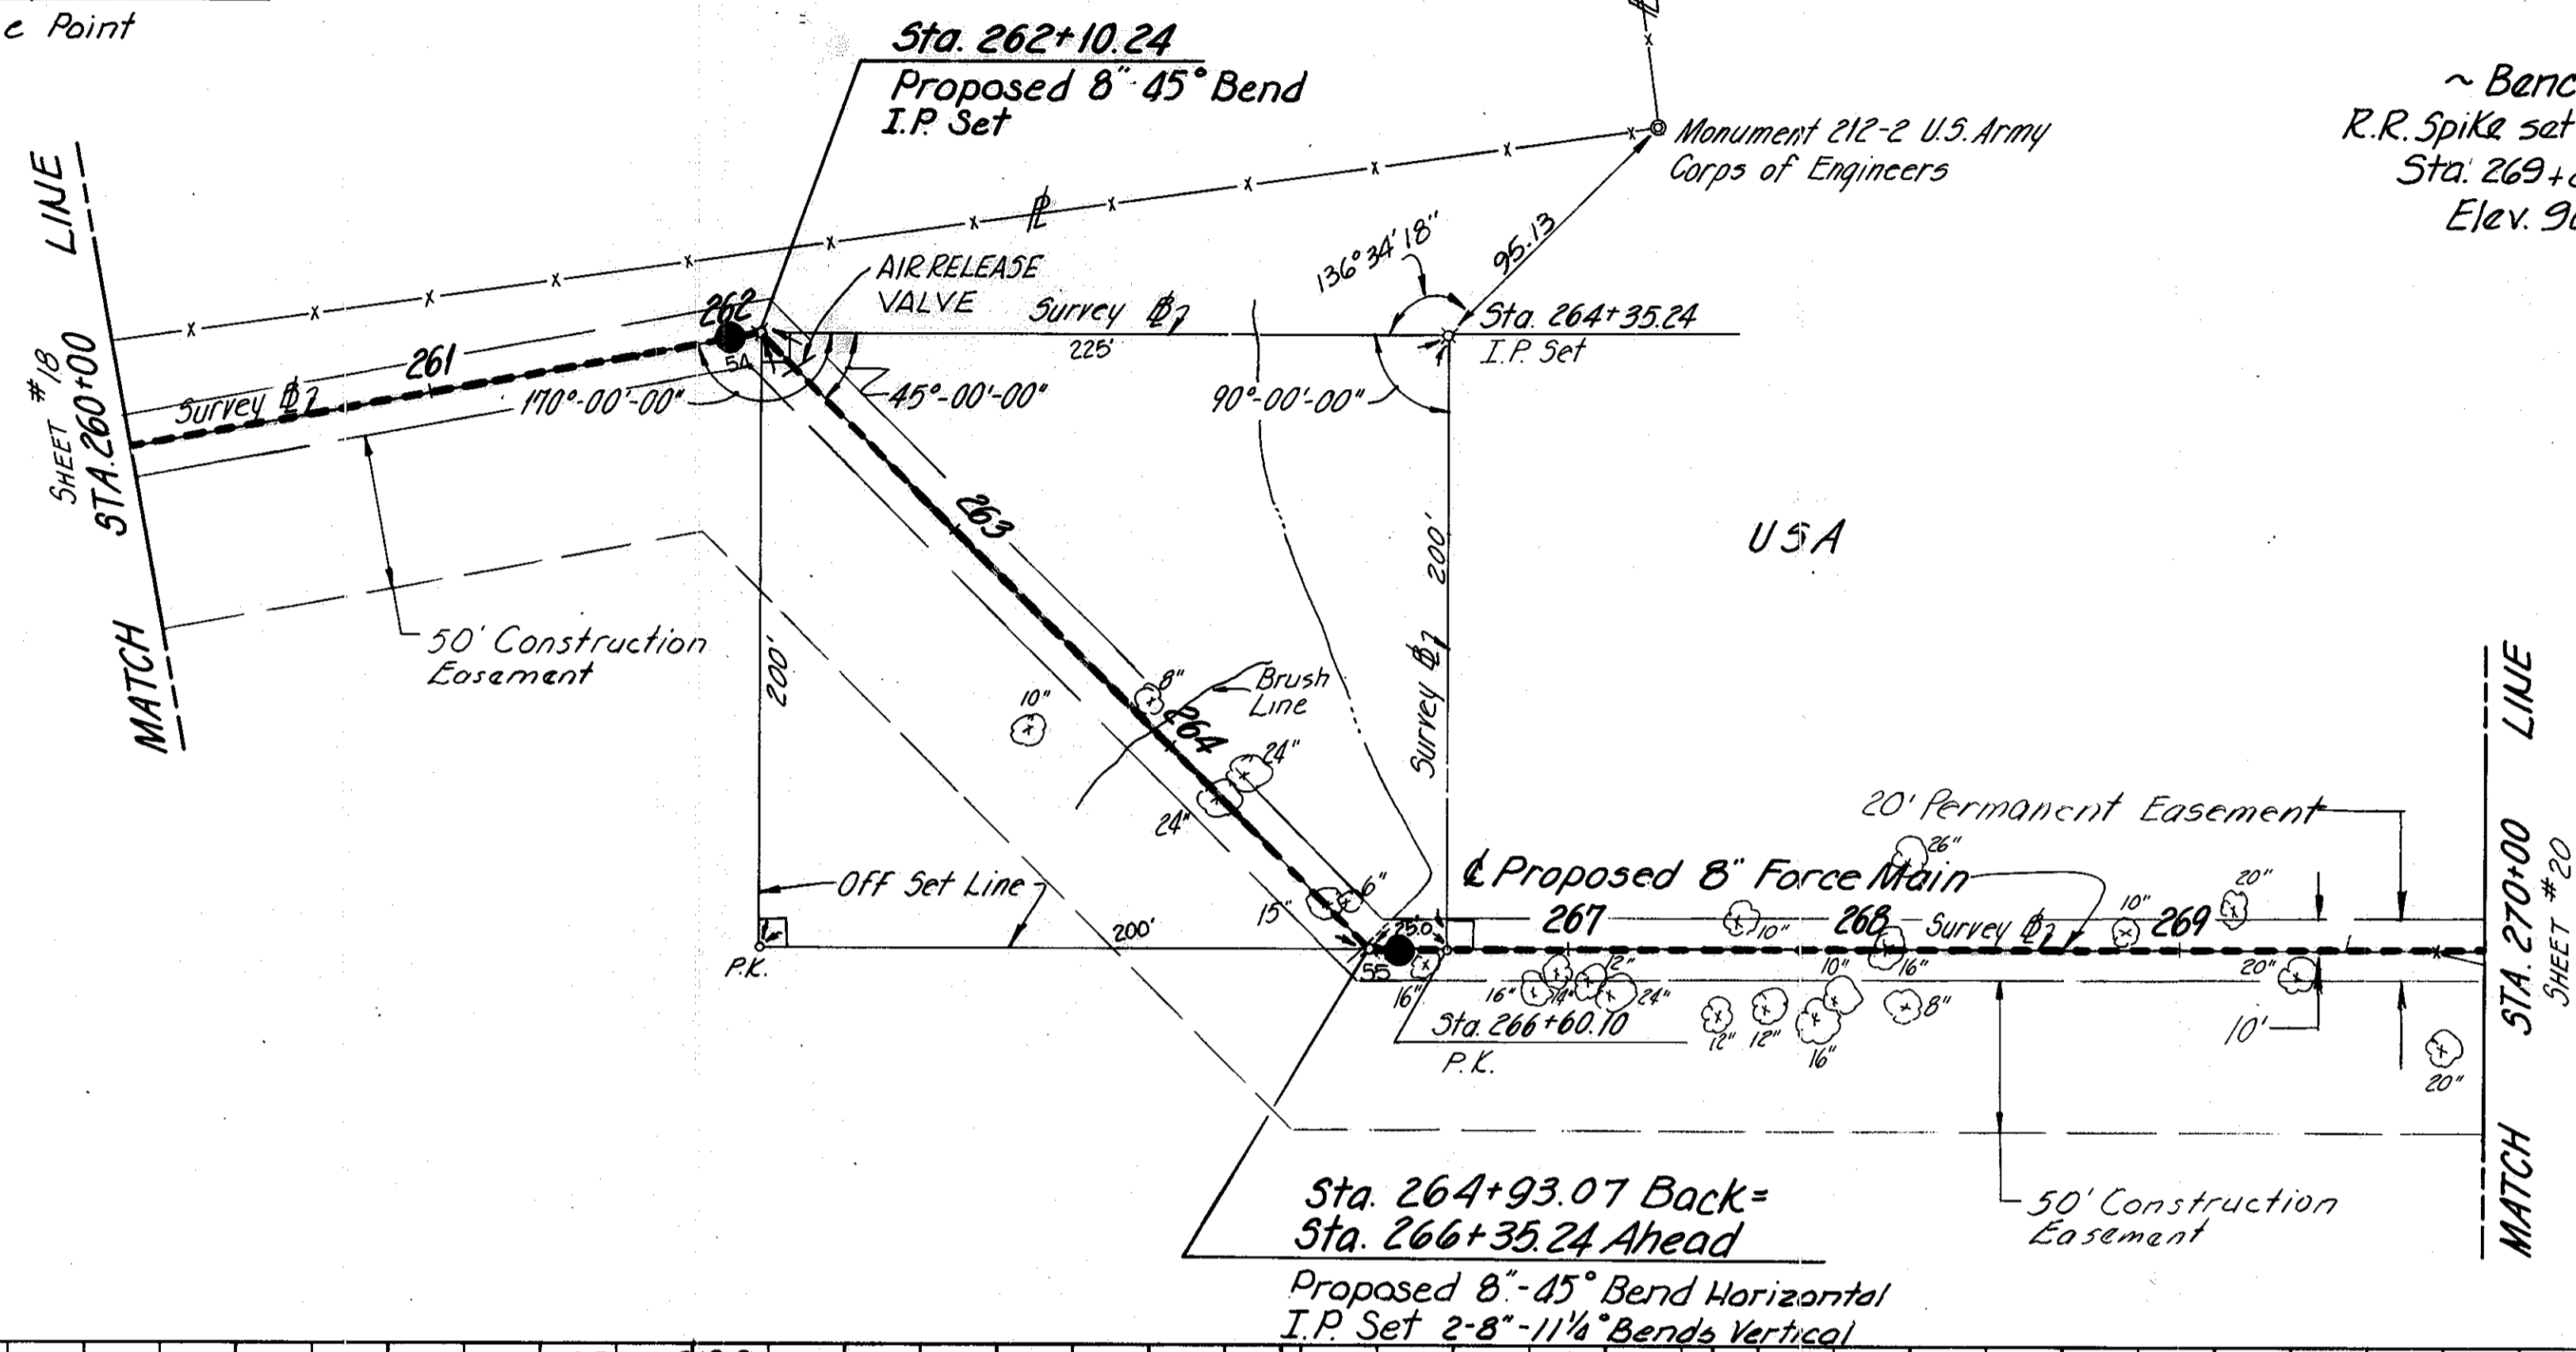 e Point
Sta. 262+10.24
Proposed 8"-45° Bend
I.P. Set
Monument 212-2 U.S. Army
Corps of Engineers
R.R. Spike set
Sta. 269+
Elev.
MATCH LINE
SHEET #18
STA. 260+00
Survey
261
262
54
170°-00'-00"
AIR RELEASE
VALVE
Survey
225'
45°-00'-00"
136°34'18"
95.13
Sta. 264+35.24
I.P. Set
90°-00'-00"
263
USA
Survey
200'
50' Construction
Easement
200'
10"
8"
Brush
Line
264
24"
24"
OFF Set Line
200'
P.K.
15"
6"
25.0
55
16"
℄ Proposed 8" Force Main
20' Permanent Easement
26"
267
10"
268
Survey
10"
269
20"
16"
14"
12"
24"
10"
16"
20"
Sta. 266+60.10
P.K.
12"
12"
16"
8"
10'
20"
MATCH LINE
STA. 270+00
SHEET #20
50' Construction
Easement
Sta. 264+93.07 Back=
Sta. 266+35.24 Ahead
Proposed 8"-45° Bend Horizontal
I.P. Set 2-8"-11¼° Bends Vertical